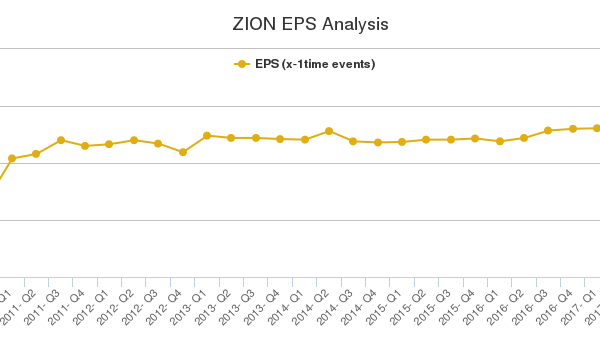 ZION EPS Analysis
EPS (x-1time events)
Q1
2011- Q2
2011- Q3
2011- Q4
2012- Q1
2012- Q2
2012- Q3
2012- Q4
2013- Q1
2013- Q2
2013- Q3
2013- Q4
2014- Q1
2014- Q2
2014- Q3
2014- Q4
2015- Q1
2015- Q2
2015- Q3
2015- Q4
2016- Q1
2016- Q2
2016- Q3
2016- Q4
2017- Q1